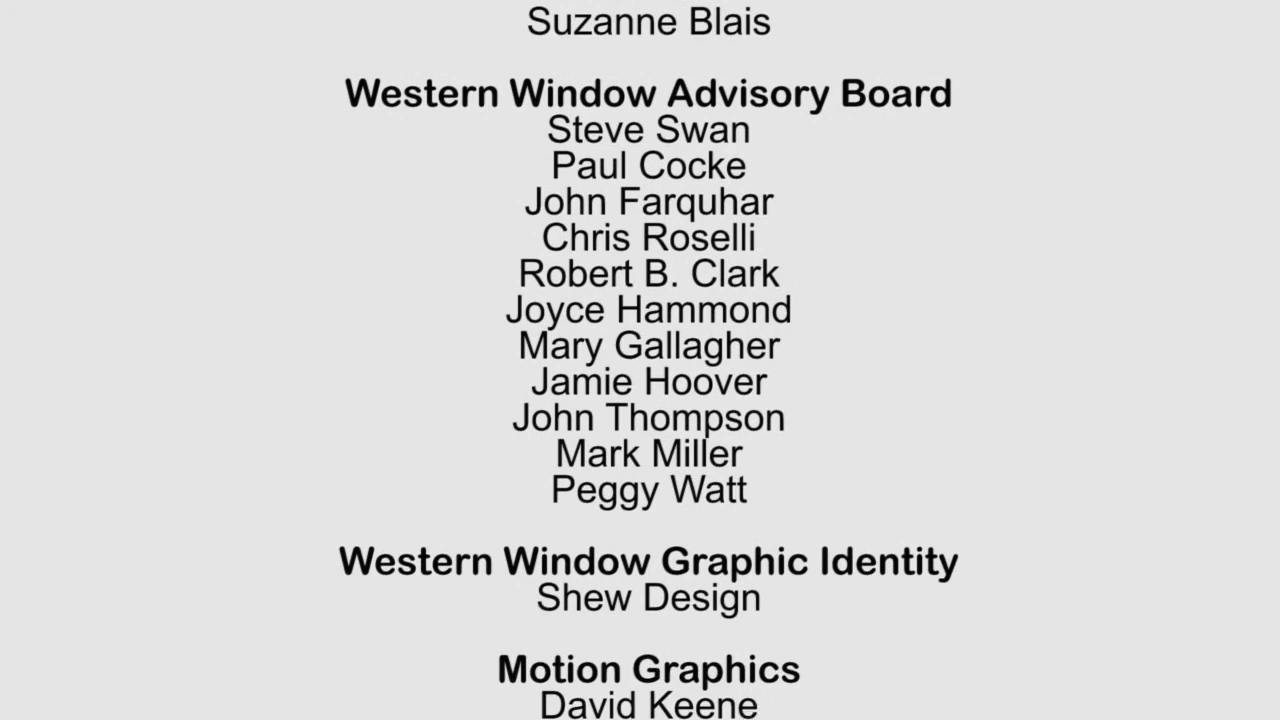 Suzanne Blais
Western Window Advisory Board
Steve Swan
Paul Cocke
John Farquhar
Chris Roselli
Robert B. Clark
Joyce Hammond
Mary Gallagher
Jamie Hoover
John Thompson
Mark Miller
Peggy Watt
Western Window Graphic Identity
Shew Design
Motion Graphics
David Keene